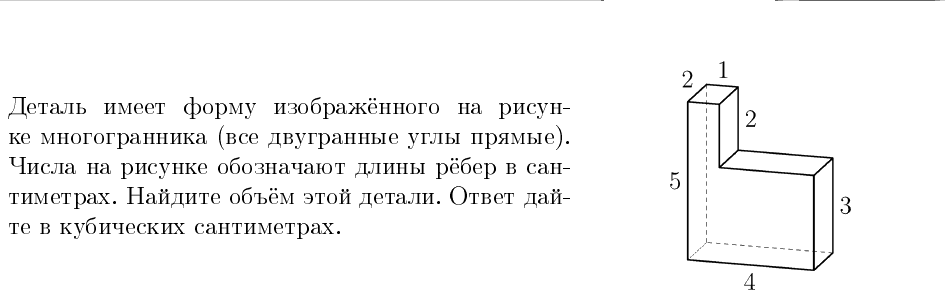 Деталь имеет форму изображённого на рисун-
ке многогранника (все двугранные углы прямые).
Числа на рисунке обозначают длины рёбер в сан-
тиметрах. Найдите объём этой детали. Ответ дай-
те в кубических сантиметрах.
1
2
2
5
3
4